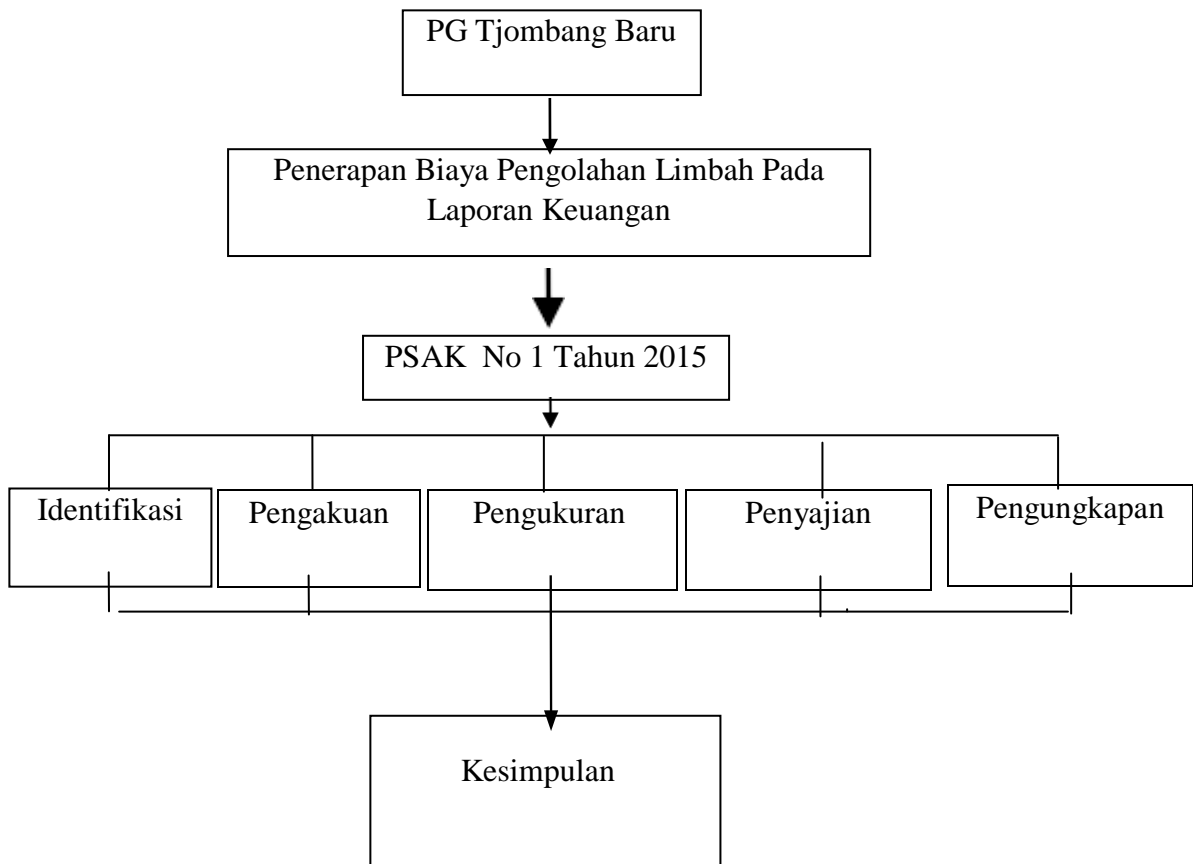 PG Tjombang Baru
Penerapan Biaya Pengolahan Limbah Pada
Laporan Keuangan
PSAK No 1 Tahun 2015
Identifikasi
Pengakuan
Pengukuran
Penyajian
Pengungkapan
Kesimpulan